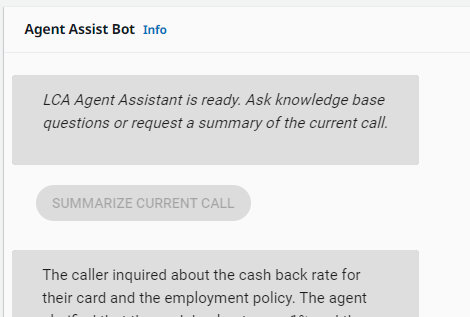 Agent Assist Bot Info
LCA Agent Assistant is ready. Ask knowledge base
questions or request a summary of the current call.
SUMMARIZE CURRENT CALL
The caller inquired about the cash back rate for
their card and the employment policy. The agent